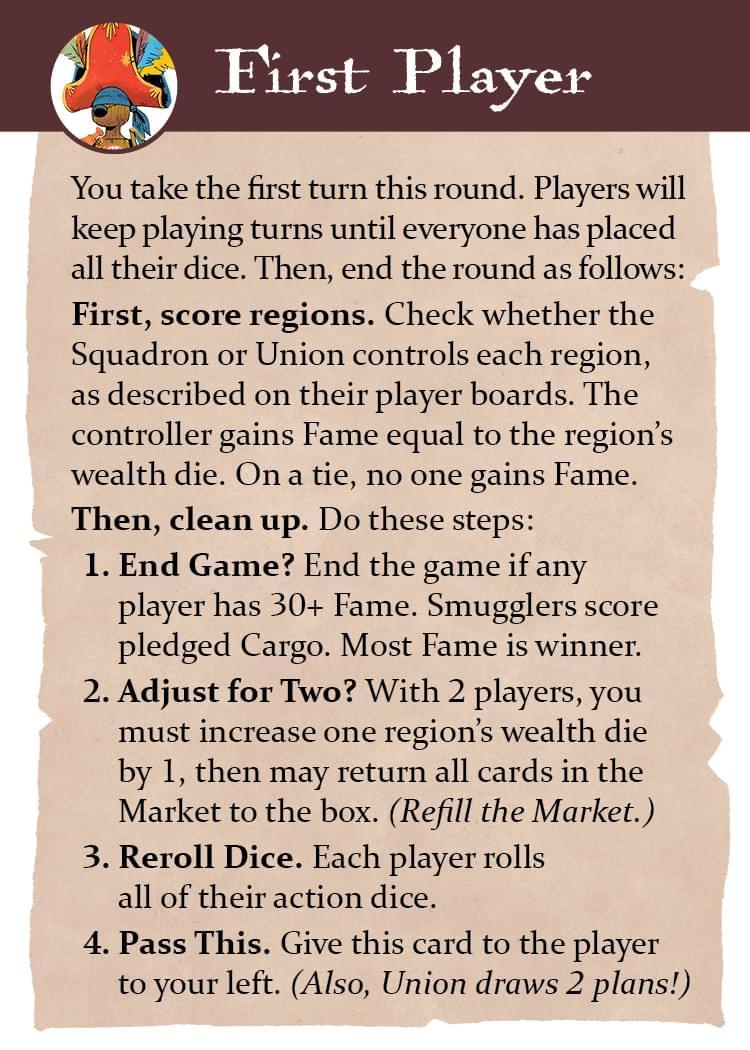 First Player
You take the first turn this round. Players will
keep playing turns until everyone has placed
all their dice. Then, end the round as follows:
First, score regions. Check whether the
Squadron or Union controls each region,
as described on their player boards. The
controller gains Fame equal to the region’s
wealth die. On a tie, no one gains Fame.
Then, clean up. Do these steps:
1. End Game? End the game if any
player has 30+ Fame. Smugglers score
pledged Cargo. Most Fame is winner.
2. Adjust for Two? With 2 players, you
must increase one region’s wealth die
by 1, then may return all cards in the
Market to the box. (Refill the Market.)
3. Reroll Dice. Each player rolls
all of their action dice.
4. Pass This. Give this card to the player
to your left. (Also, Union draws 2 plans!)